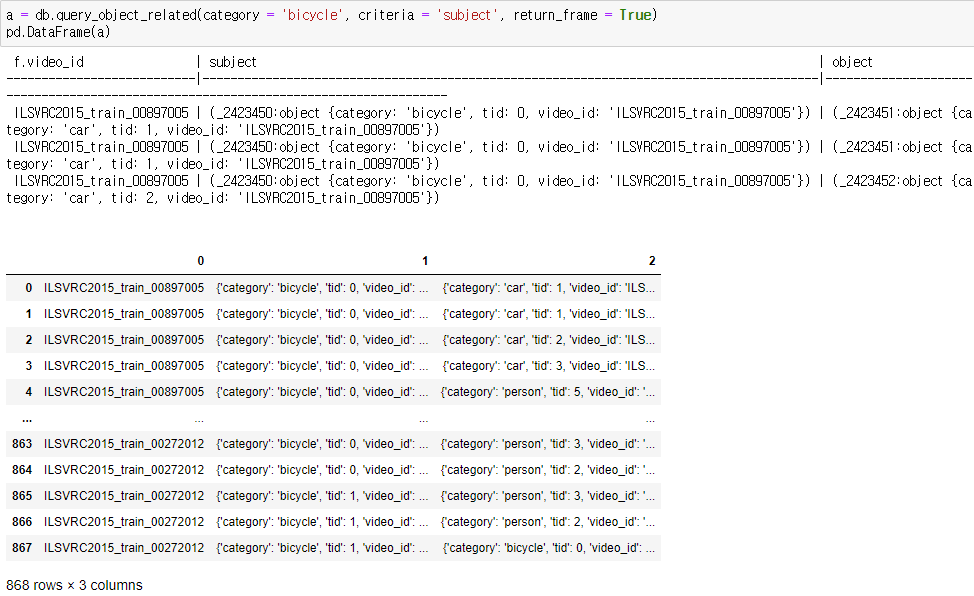 a = db.query_object_related(category = 'bicycle', criteria = 'subject', return_frame = True)
pd.DataFrame(a)
f.video_id | subject | object
---------------------------|--------------------------------------------------------------------------------------|---------------------
--------------------------------------------------------------
ILSVRC2015_train_00897005 | (_2423450:object {category: 'bicycle', tid: 0, video_id: 'ILSVRC2015_train_00897005'}) | (_2423451:object {ca
tegory: 'car', tid: 1, video_id: 'ILSVRC2015_train_00897005'})
ILSVRC2015_train_00897005 | (_2423450:object {category: 'bicycle', tid: 0, video_id: 'ILSVRC2015_train_00897005'}) | (_2423451:object {ca
tegory: 'car', tid: 1, video_id: 'ILSVRC2015_train_00897005'})
ILSVRC2015_train_00897005 | (_2423450:object {category: 'bicycle', tid: 0, video_id: 'ILSVRC2015_train_00897005'}) | (_2423452:object {ca
tegory: 'car', tid: 2, video_id: 'ILSVRC2015_train_00897005'})
0 1 2
0 ILSVRC2015_train_00897005 {'category': 'bicycle', 'tid': 0, 'video_id': ... {'category': 'car', 'tid': 1, 'video_id': 'ILS...
1 ILSVRC2015_train_00897005 {'category': 'bicycle', 'tid': 0, 'video_id': ... {'category': 'car', 'tid': 1, 'video_id': 'ILS...
2 ILSVRC2015_train_00897005 {'category': 'bicycle', 'tid': 0, 'video_id': ... {'category': 'car', 'tid': 2, 'video_id': 'ILS...
3 ILSVRC2015_train_00897005 {'category': 'bicycle', 'tid': 0, 'video_id': ... {'category': 'car', 'tid': 3, 'video_id': 'ILS...
4 ILSVRC2015_train_00897005 {'category': 'bicycle', 'tid': 0, 'video_id': ... {'category': 'person', 'tid': 5, 'video_id': '...
... ... ... ...
863 ILSVRC2015_train_00272012 {'category': 'bicycle', 'tid': 0, 'video_id': ... {'category': 'person', 'tid': 3, 'video_id': '...
864 ILSVRC2015_train_00272012 {'category': 'bicycle', 'tid': 0, 'video_id': ... {'category': 'person', 'tid': 2, 'video_id': '...
865 ILSVRC2015_train_00272012 {'category': 'bicycle', 'tid': 1, 'video_id': ... {'category': 'person', 'tid': 3, 'video_id': '...
866 ILSVRC2015_train_00272012 {'category': 'bicycle', 'tid': 1, 'video_id': ... {'category': 'person', 'tid': 2, 'video_id': '...
867 ILSVRC2015_train_00272012 {'category': 'bicycle', 'tid': 1, 'video_id': ... {'category': 'bicycle', 'tid': 0, 'video_id': ...
868 rows × 3 columns